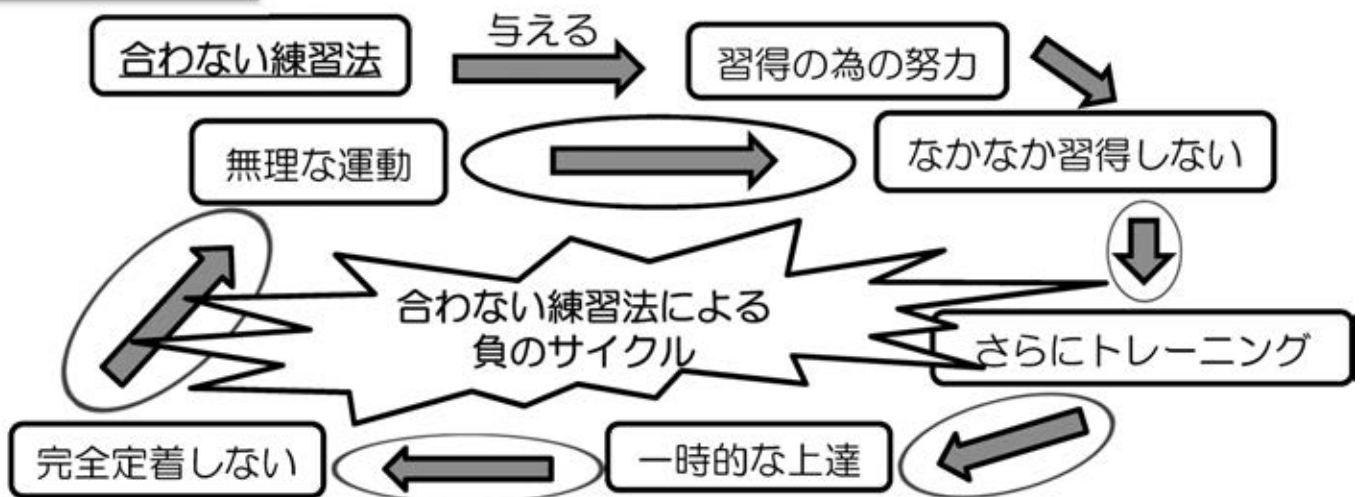 合わない練習法
与える
習得の為の努力
なかなか習得しない
無理な運動
合わない練習法による
負のサイクル
さらにトレーニング
一時的な上達
完全定着しない